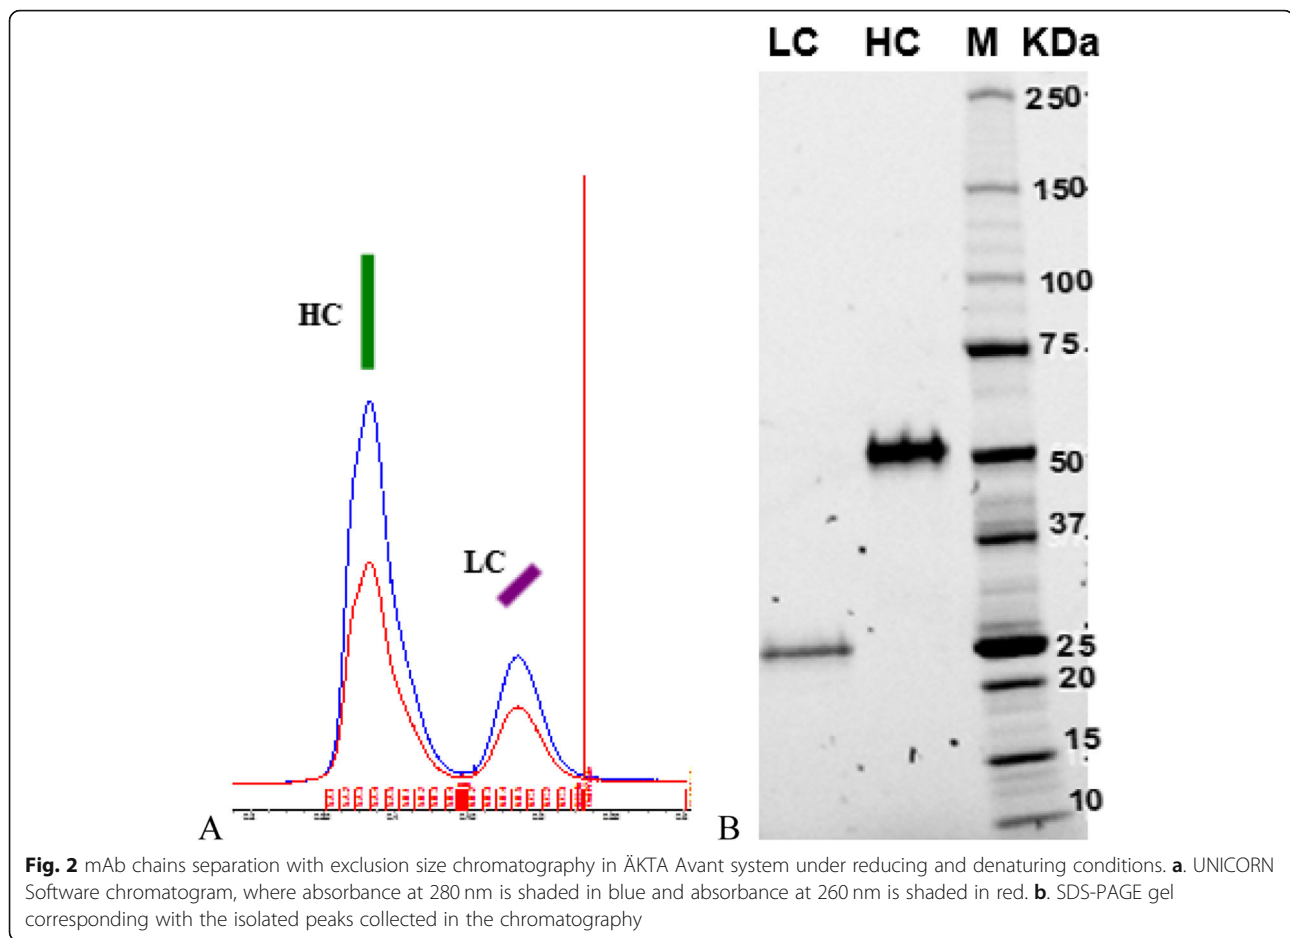 LC HC M KDa
250
150
100
75
50
37
25
20
15
10
HC
LC
A
B
Fig. 2 mAb chains separation with exclusion size chromatography in ÄKTA Avant system under reducing and denaturing conditions. a. UNICORN
Software chromatogram, where absorbance at 280 nm is shaded in blue and absorbance at 260 nm is shaded in red. b. SDS-PAGE gel
corresponding with the isolated peaks collected in the chromatography